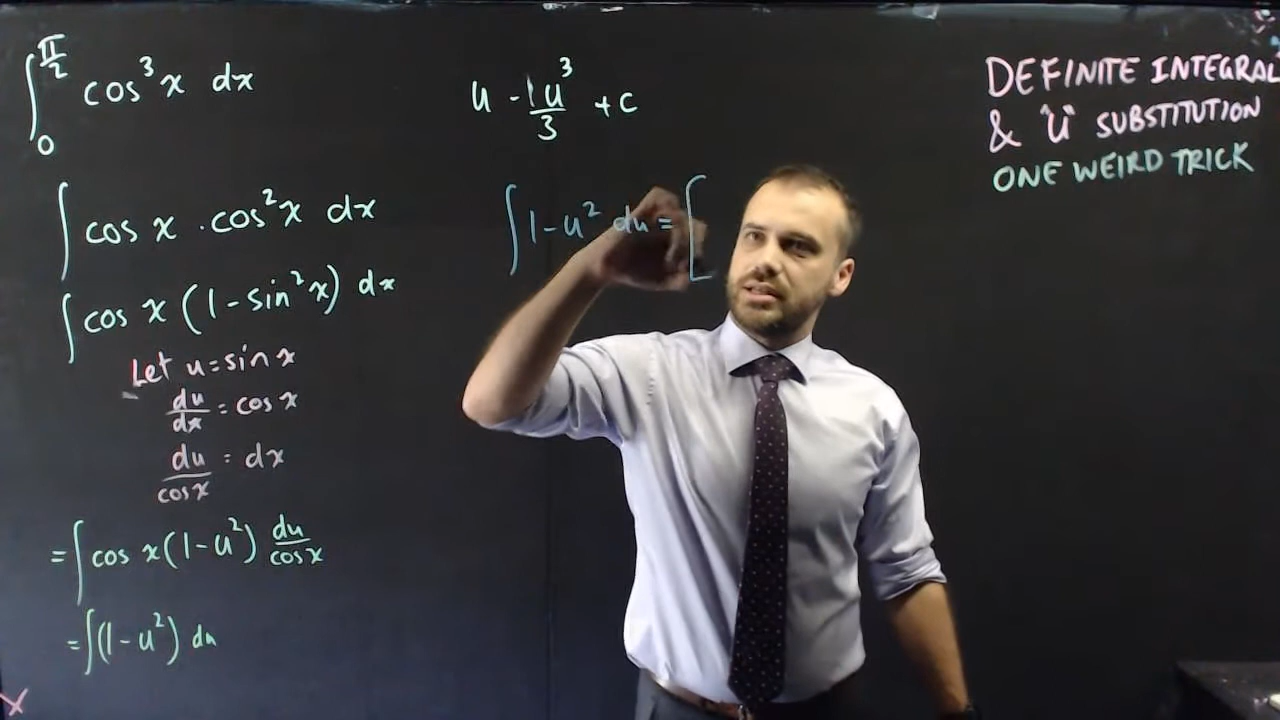 ∫₀^(π/2) cos³x dx
∫ cos x . cos²x dx
∫ cos x (1 - sin²x) dx
Let u = sin x
du/dx = cos x
du/cos x = dx
= ∫ cos x (1 - u²) du/cos x
= ∫ (1 - u²) du
x
u - 1u³/3 + c
∫ 1 - u² du = [
DEFINITE INTEGRAL
& "U" SUBSTITUTION
ONE WEIRD TRICK